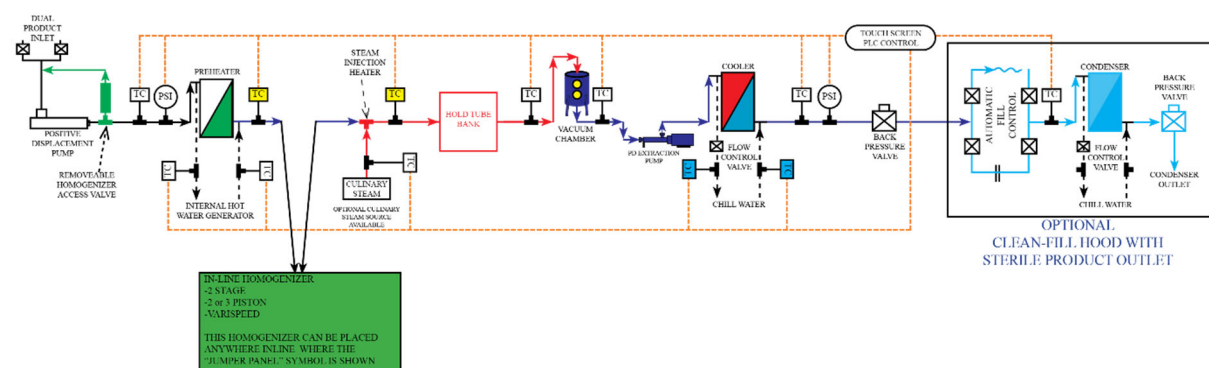 DUAL
PRODUCT
INLET
TC
PSI
PREHEATER
TC
POSITIVE
DISPLACEMENT
PUMP
REMOVEABLE
HOMOGENIZER
ACCESS VALVE
TC
TC
INTERNAL HOT
WATER GENERATOR
STEAM
INJECTION
HEATER
TC
TC
CULINARY
STEAM
OPTIONAL CULINARY
STEAM SOURCE
AVAILABLE
HOLD TUBE
BANK
TC
TC
VACUUM
CHAMBER
PD EXTRACTION
PUMP
COOLER
TC
PSI
FLOW
CONTROL
VALVE
TC
TC
CHILL WATER
BACK
PRESSURE
VALVE
TOUCH SCREEN
PLC CONTROL
AUTOMATIC
FILL
CONTROL
TC
CONDENSER
BACK
PRESSURE
VALVE
FLOW
CONTROL
VALVE
CONDENSER
OUTLET
CHILL WATER
OPTIONAL
CLEAN-FILL HOOD WITH
STERILE PRODUCT OUTLET
IN-LINE HOMOGENIZER
-2 STAGE
-2 or 3 PISTON
-VARISPEED
THIS HOMOGENIZER CAN BE PLACED
ANYWHERE INLINE WHERE THE
"JUMPER PANEL" SYMBOL IS SHOWN